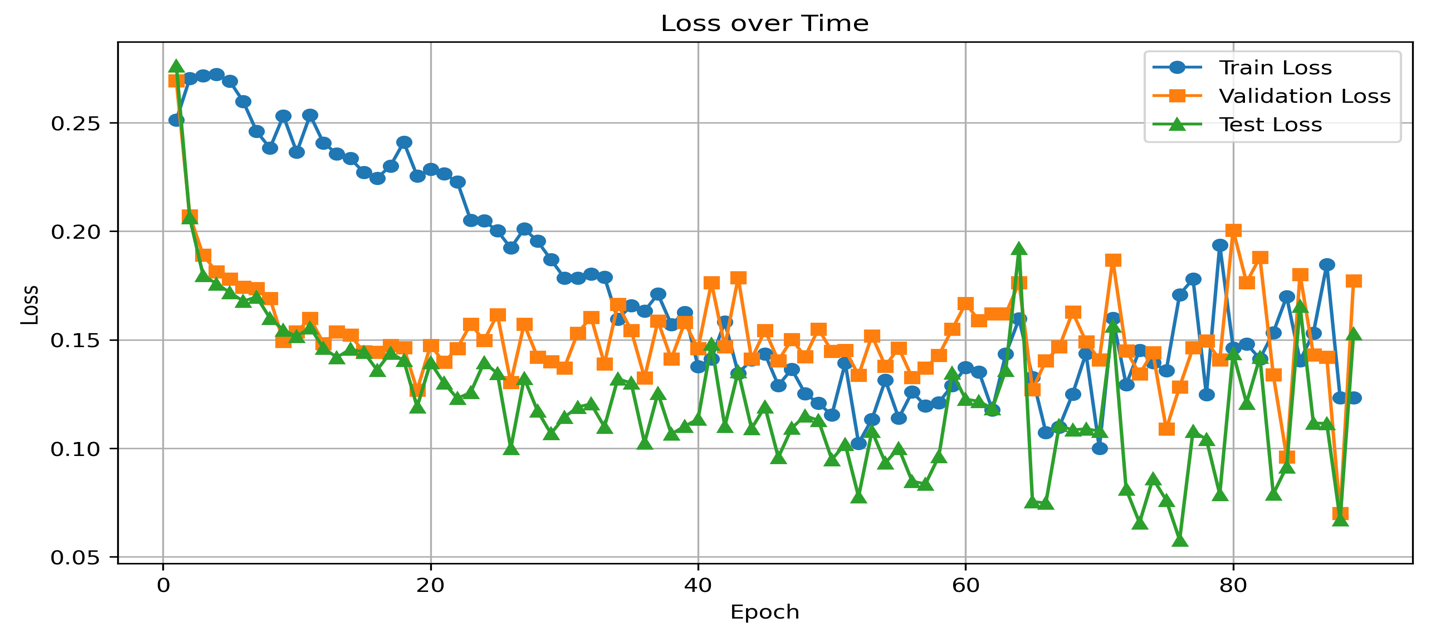 Loss over Time
Train Loss
Validation Loss
Test Loss
Loss
0.25
0.20
0.15
0.10
0.05
0 20 40 60 80
Epoch